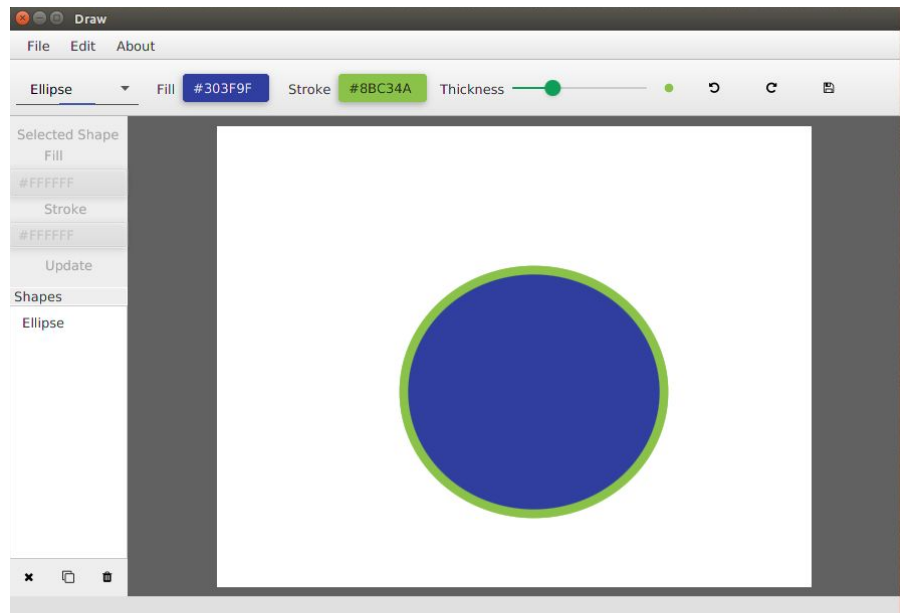 Draw
File Edit About
Ellipse Fill #303F9F Stroke #8BC34A Thickness
Selected Shape
Fill
#FFFFFF
Stroke
#FFFFFF
Update
Shapes
Ellipse